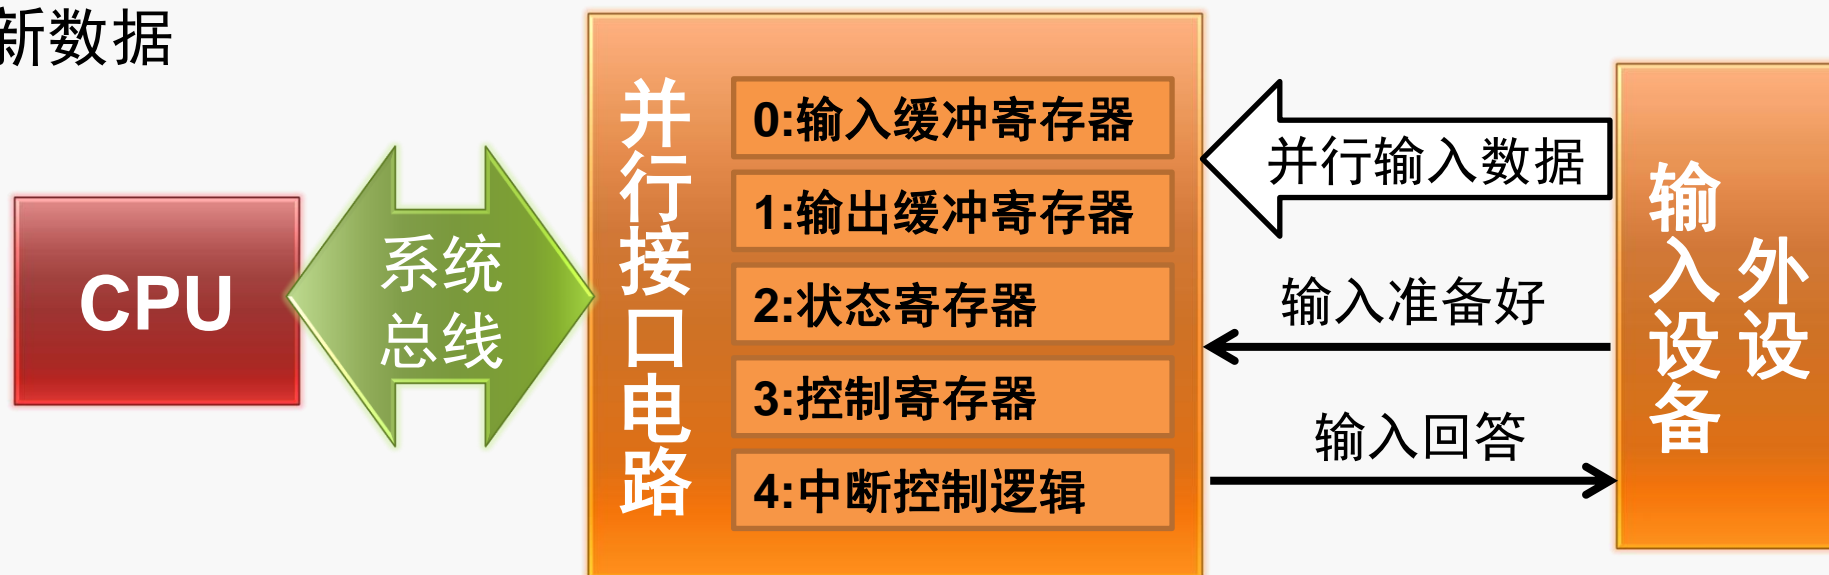 新数据
CPU
系统
总线
并行接口电路
0:输入缓冲寄存器
1:输出缓冲寄存器
2:状态寄存器
3:控制寄存器
4:中断控制逻辑
并行输入数据
输入准备好
输入回答
输入设备
外设